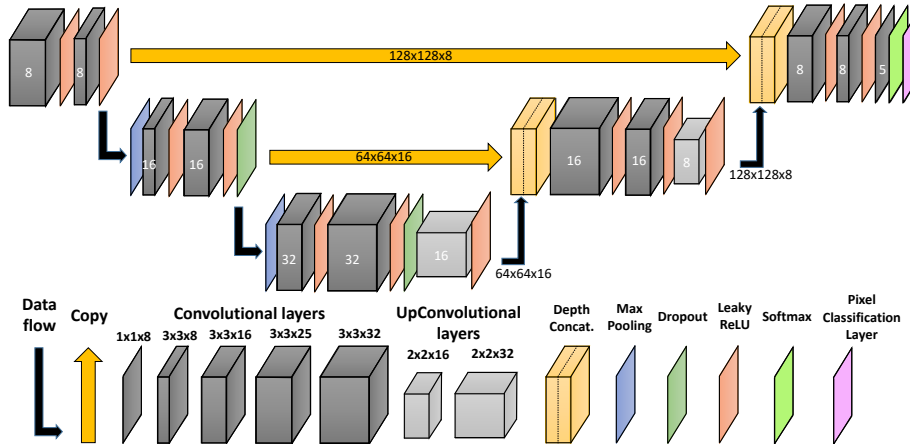 8
8
128x128x8
8
8
5
16
16
64x64x16
16
16
8
128x128x8
32
32
16
64x64x16
Data
flow
Copy
Convolutional layers
1x1x8
3x3x8
3x3x16
3x3x25
3x3x32
UpConvolutional
layers
2x2x16
2x2x32
Depth
Concat.
Max
Pooling
Dropout
Leaky
ReLU
Softmax
Pixel
Classification
Layer